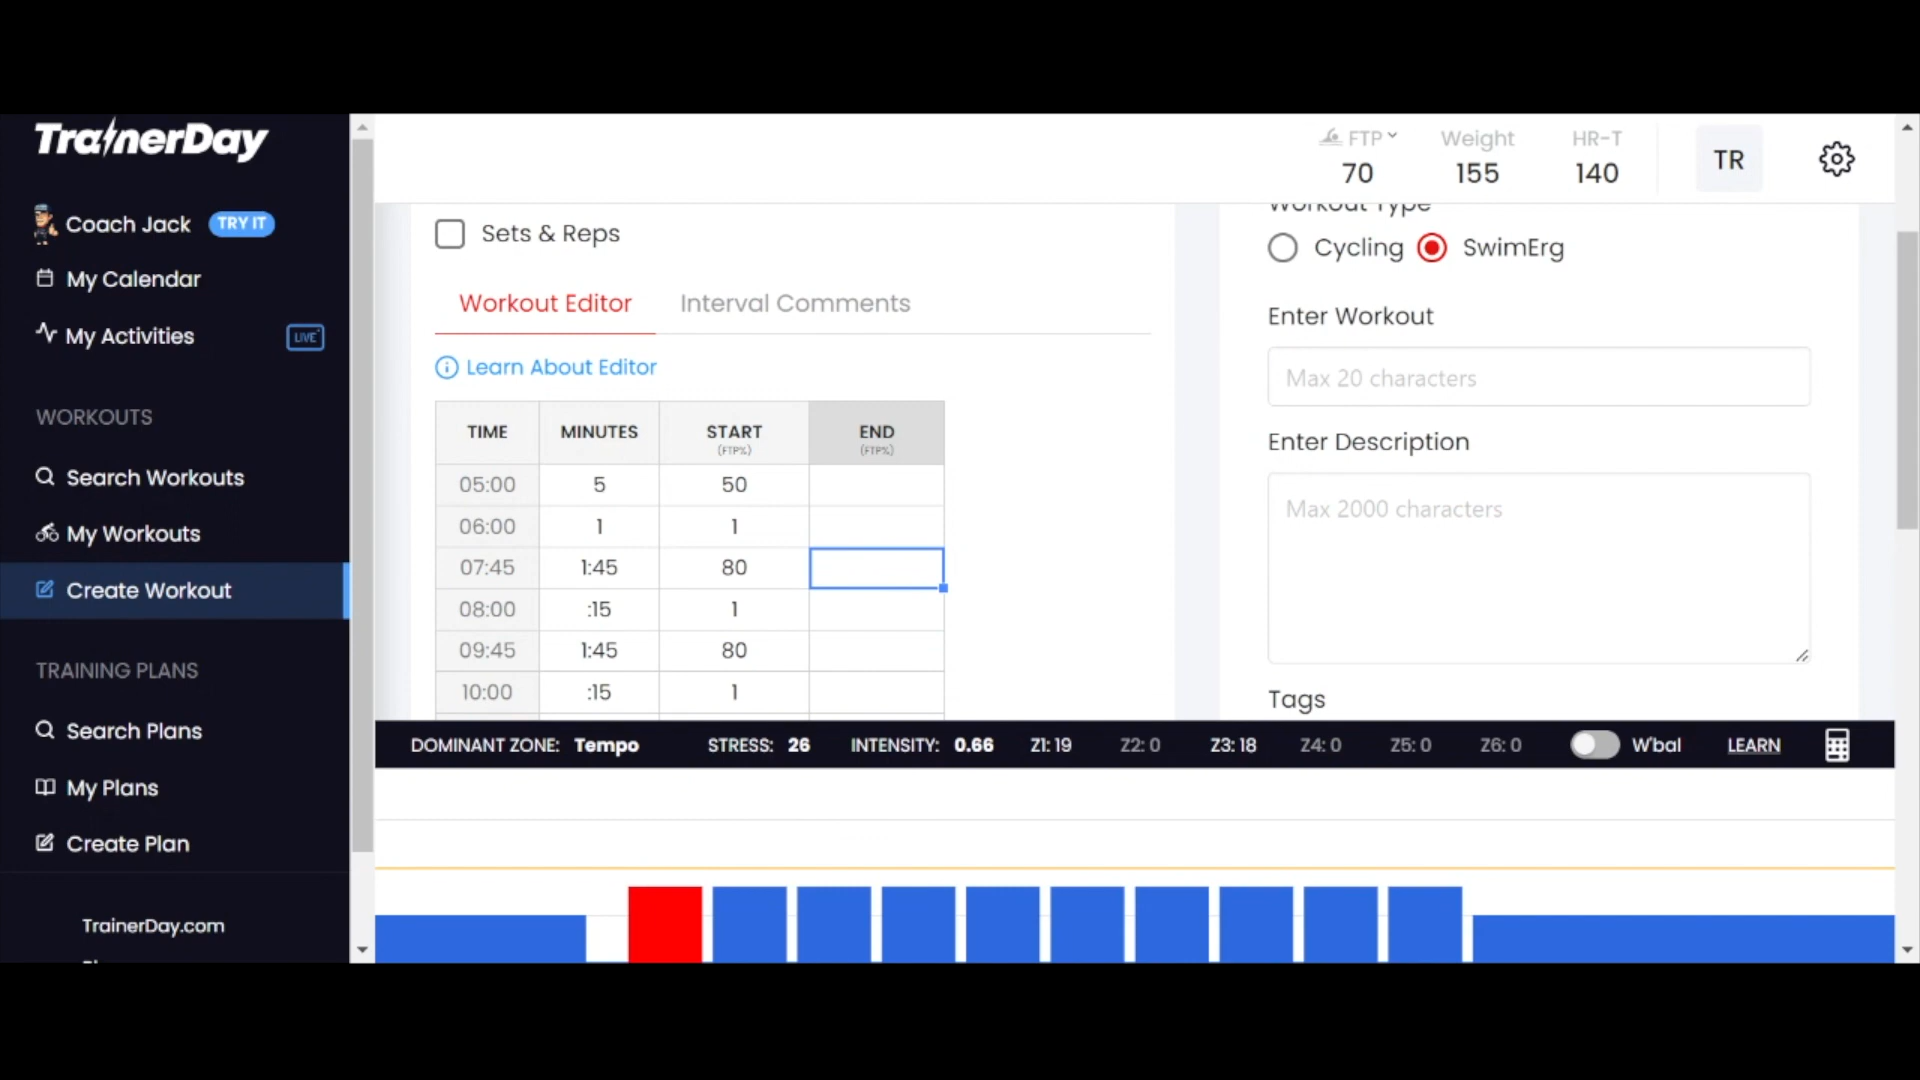 TrainerDay
Coach Jack TRY IT
My Calendar
My Activities LIVE
WORKOUTS
Search Workouts
My Workouts
Create Workout
TRAINING PLANS
Search Plans
My Plans
Create Plan
TrainerDay.com
FTP Weight HR-T
70 155 140
TR
Sets & Reps
Workout Editor Interval Comments
Learn About Editor
TIME MINUTES START END
(FTP%) (FTP%)
05:00 5 50
06:00 1 1
07:45 1:45 80
08:00 :15 1
09:45 1:45 80
10:00 :15 1
Workout Type
Cycling SwimErg
Enter Workout
Max 20 characters
Enter Description
Max 2000 characters
Tags
DOMINANT ZONE: Tempo STRESS: 26 INTENSITY: 0.66 Z1: 19 Z2: 0 Z3: 18 Z4: 0 Z5: 0 Z6: 0 W'bal LEARN